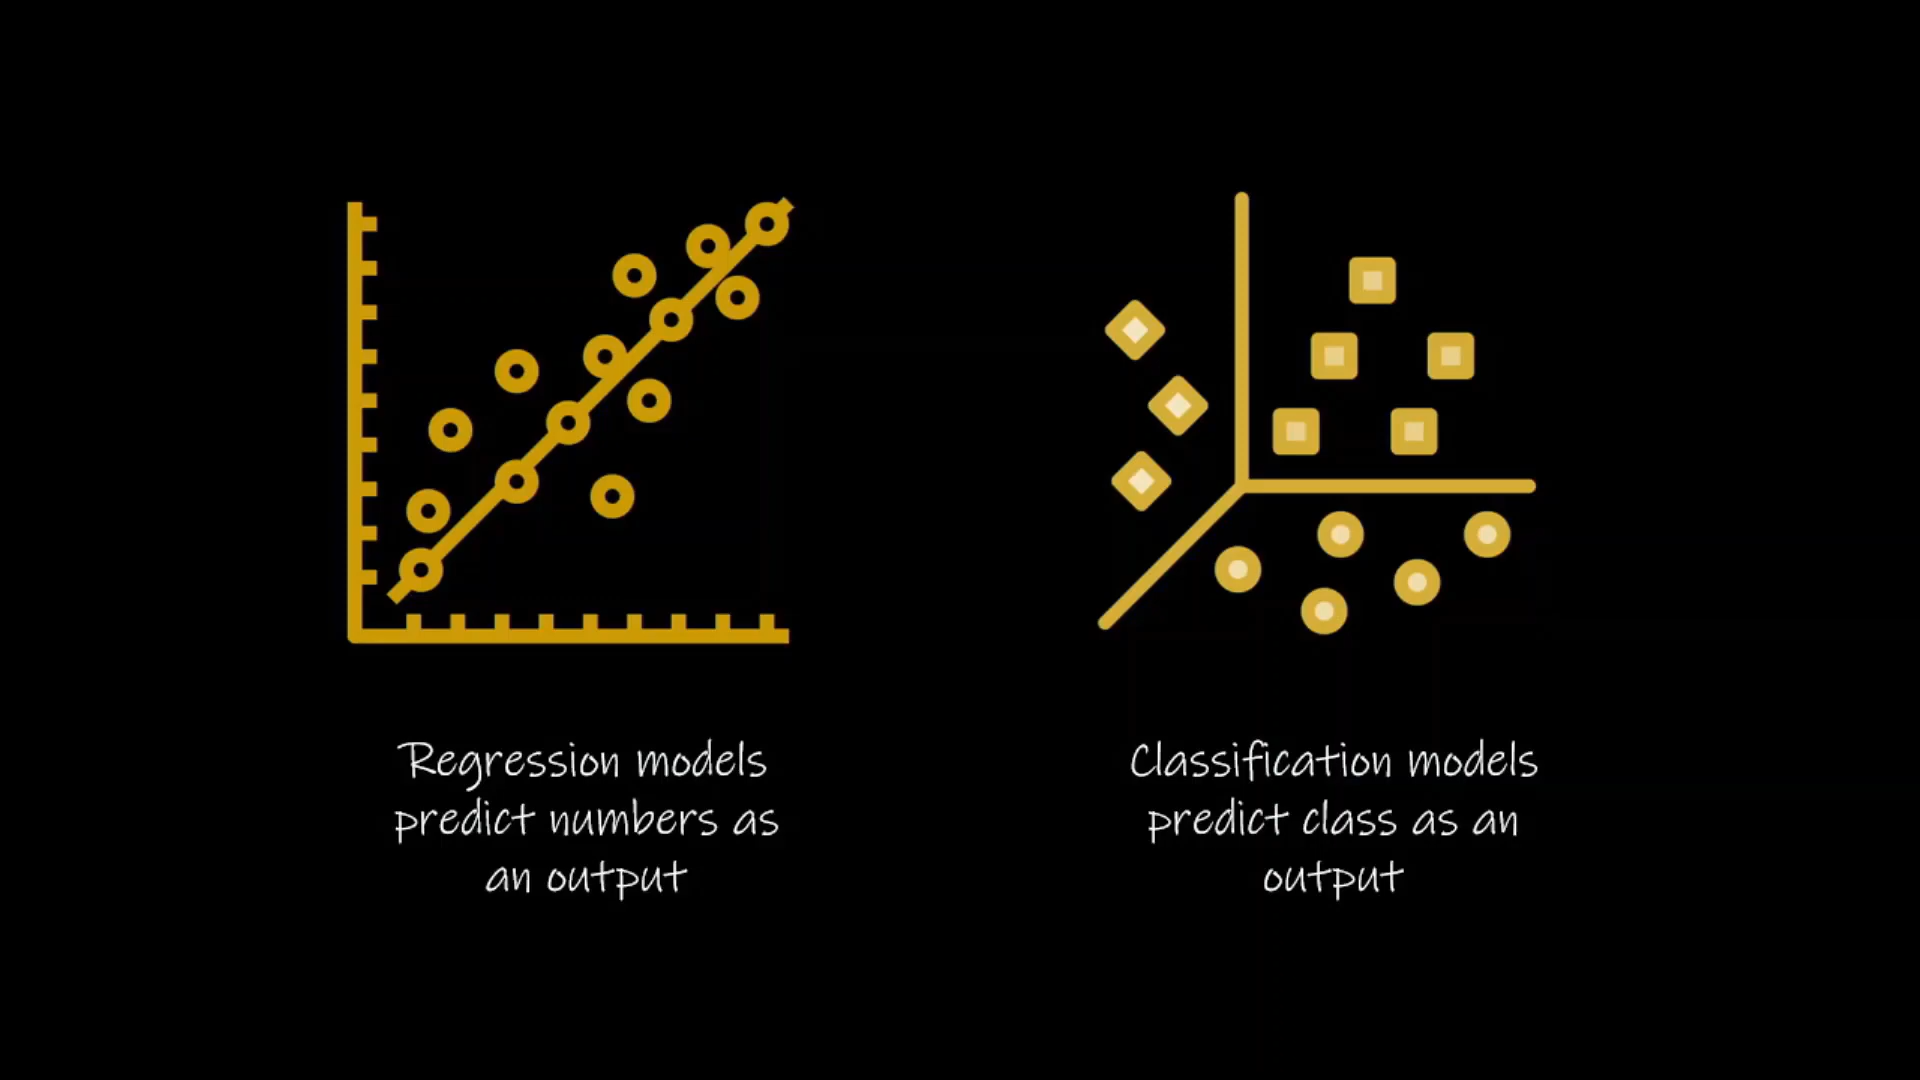 Regression models
predict numbers as
an output
Classification models
predict class as an
output